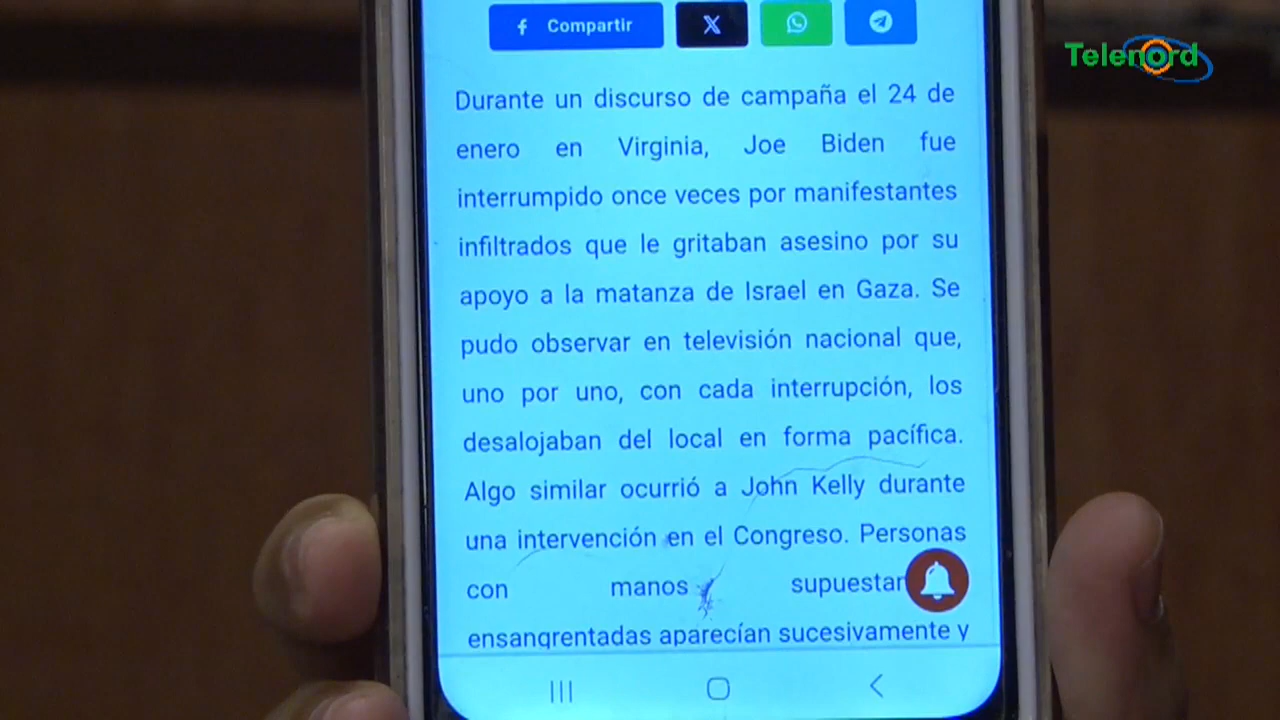 Compartir
Telenord
Durante un discurso de campaña el 24 de
enero en Virginia, Joe Biden fue
interrumpido once veces por manifestantes
infiltrados que le gritaban asesino por su
apoyo a la matanza de Israel en Gaza. Se
pudo observar en televisión nacional que,
uno por uno, con cada interrupción, los
desalojaban del local en forma pacífica.
Algo similar ocurrió a John Kelly durante
una intervención en el Congreso. Personas
con manos supuestar
ensangrentadas aparecían sucesivamente y